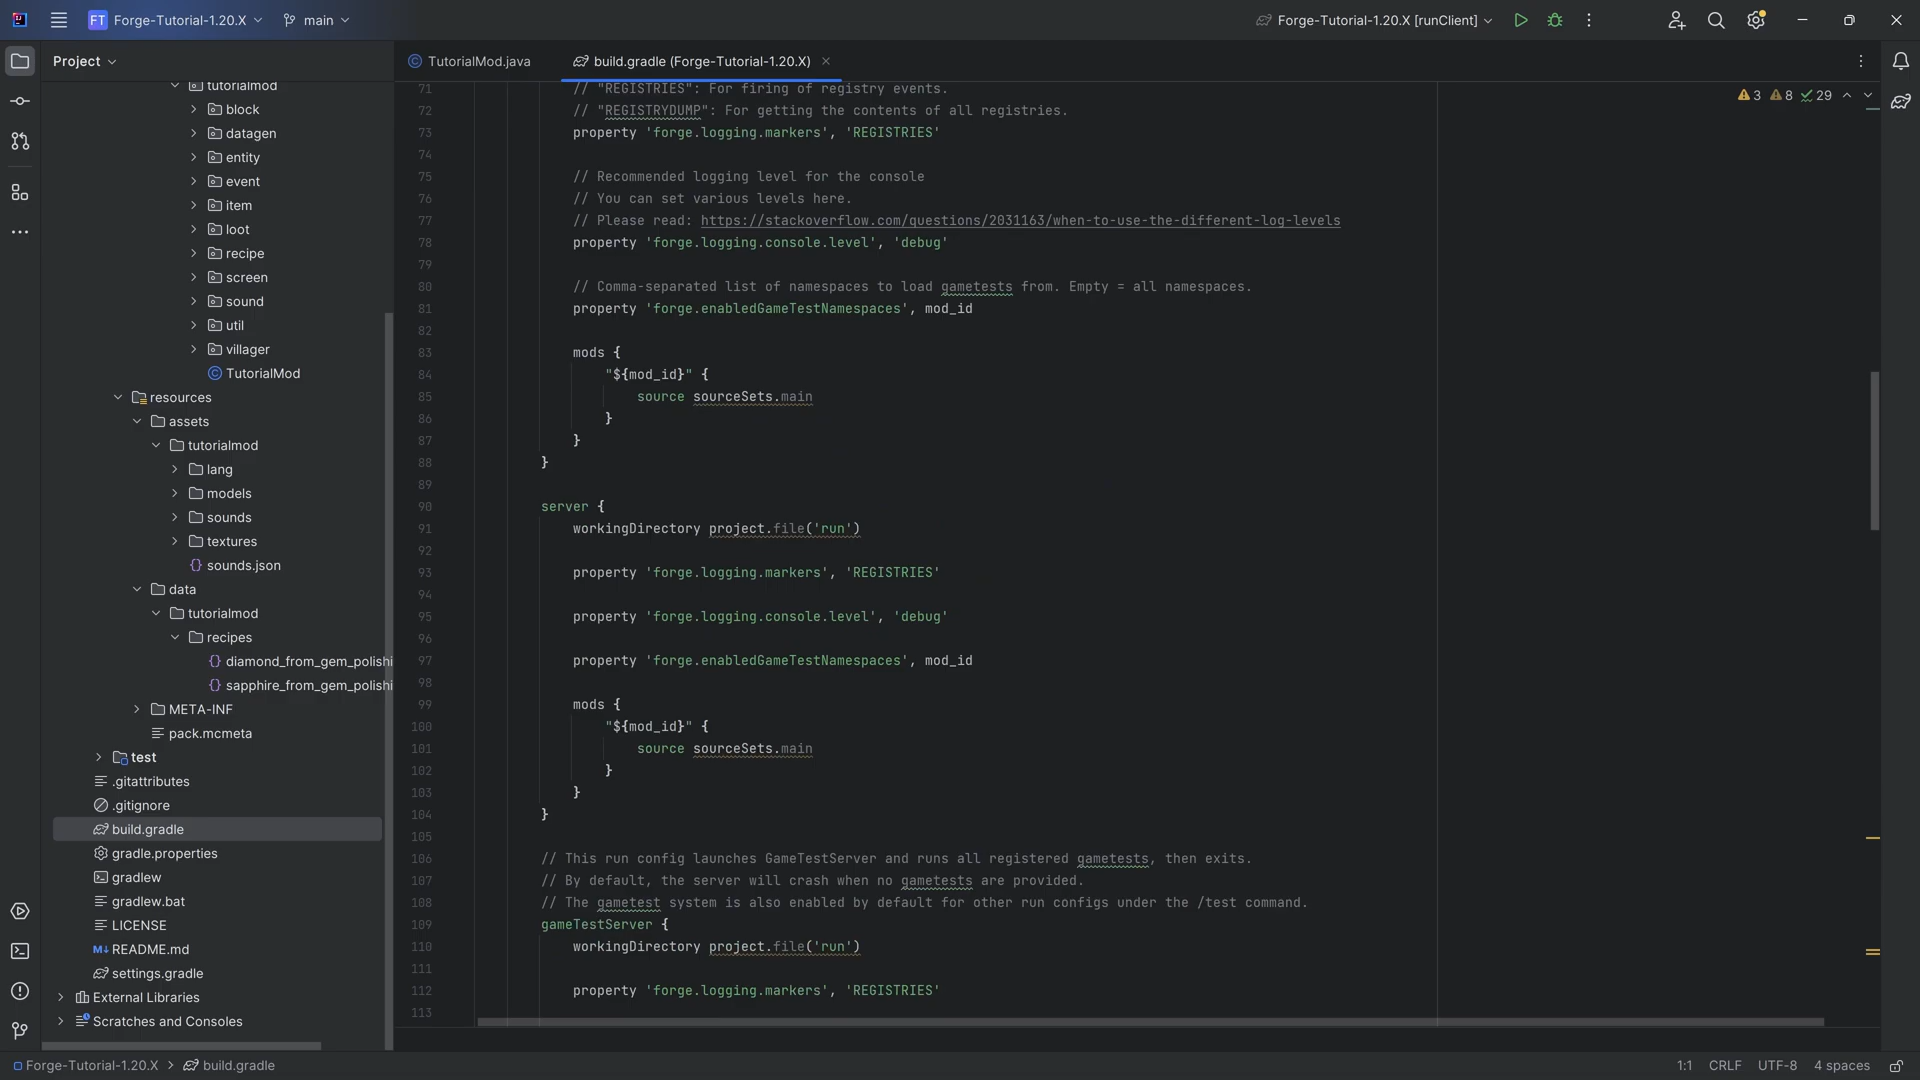 FT Forge-Tutorial-1.20.X main Forge-Tutorial-1.20.X [runClient]
Project
TutorialMod.java
build.gradle (Forge-Tutorial-1.20.X)
3 8 29
tutorialmod
block
datagen
entity
event
item
loot
recipe
screen
sound
util
villager
TutorialMod
resources
assets
tutorialmod
lang
models
sounds
textures
sounds.json
data
tutorialmod
recipes
diamond_from_gem_polishi
sapphire_from_gem_polishi
META-INF
pack.mcmeta
test
.gitattributes
.gitignore
build.gradle
gradle.properties
gradlew
gradlew.bat
LICENSE
M↓ README.md
settings.gradle
External Libraries
Scratches and Consoles
71 // "REGISTRIES": For firing of registry events.
72 // "REGISTRYDUMP": For getting the contents of all registries.
73 property 'forge.logging.markers', 'REGISTRIES'
74
75 // Recommended logging level for the console
76 // You can set various levels here.
77 // Please read: https://stackoverflow.com/questions/2031163/when-to-use-the-different-log-levels
78 property 'forge.logging.console.level', 'debug'
79
80 // Comma-separated list of namespaces to load gametests from. Empty = all namespaces.
81 property 'forge.enabledGameTestNamespaces', mod_id
82
83 mods {
84 "${mod_id}" {
85 source sourceSets.main
86 }
87 }
88 }
89
90 server {
91 workingDirectory project.file('run')
92
93 property 'forge.logging.markers', 'REGISTRIES'
94
95 property 'forge.logging.console.level', 'debug'
96
97 property 'forge.enabledGameTestNamespaces', mod_id
98
99 mods {
100 "${mod_id}" {
101 source sourceSets.main
102 }
103 }
104 }
105
106 // This run config launches GameTestServer and runs all registered gametests, then exits.
107 // By default, the server will crash when no gametests are provided.
108 // The gametest system is also enabled by default for other run configs under the /test command.
109 gameTestServer {
110 workingDirectory project.file('run')
111
112 property 'forge.logging.markers', 'REGISTRIES'
113
Forge-Tutorial-1.20.X > build.gradle
1:1 CRLF UTF-8 4 spaces